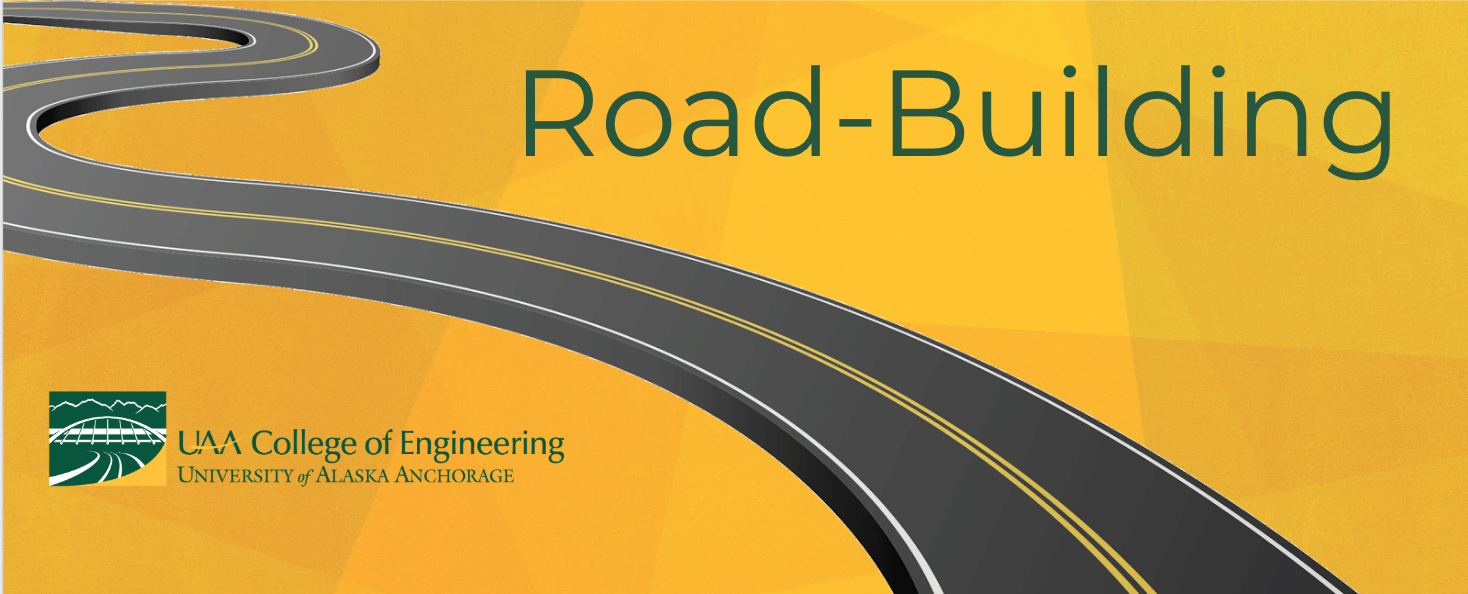 Road-Building
UAA College of Engineering
UNIVERSITY of ALASKA ANCHORAGE